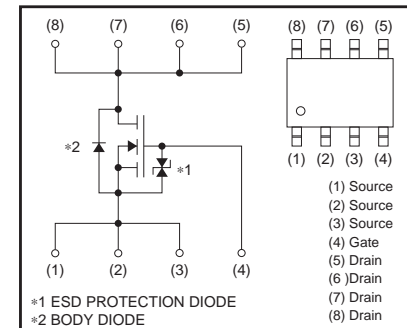 (8) (7) (6) (5)
∗2
∗1
(1) (2) (3) (4)
∗1 ESD PROTECTION DIODE
∗2 BODY DIODE
(8) (7) (6) (5)
(1) (2) (3) (4)
(1) Source
(2) Source
(3) Source
(4) Gate
(5) Drain
(6 )Drain
(7) Drain
(8) Drain